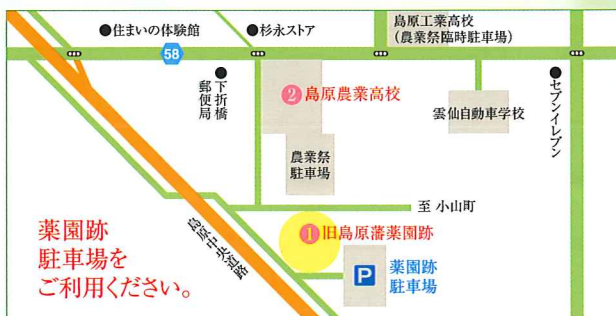 ●住まいの体験館
●杉永ストア
島原工業高校
(農業祭臨時駐車場)
58
●下折橋
郵便局
2 島原農業高校
雲仙自動車学校
●セブンイレブン
農業祭
駐車場
至 小山町
島原中央道路
1 旧島原藩薬園跡
薬園跡
駐車場を
ご利用ください。
P
薬園跡
駐車場